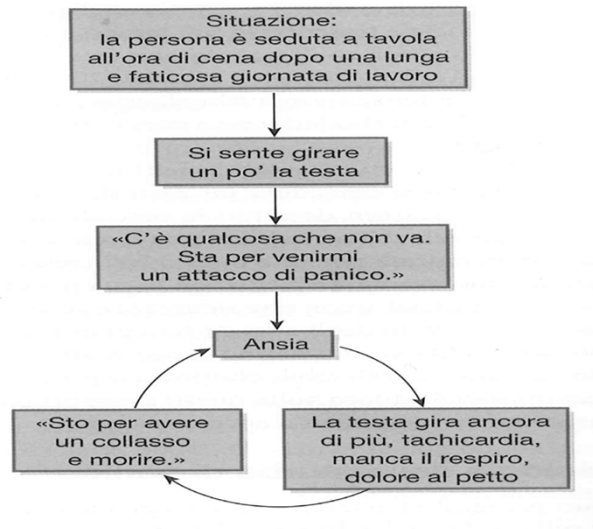 Situazione:
la persona è seduta a tavola
all'ora di cena dopo una lunga
e faticosa giornata di lavoro
Si sente girare
un po' la testa
«C'è qualcosa che non va.
Sta per venirmi
un attacco di panico.»
Ansia
«Sto per avere
un collasso
e morire.»
La testa gira ancora
di più, tachicardia,
manca il respiro,
dolore al petto